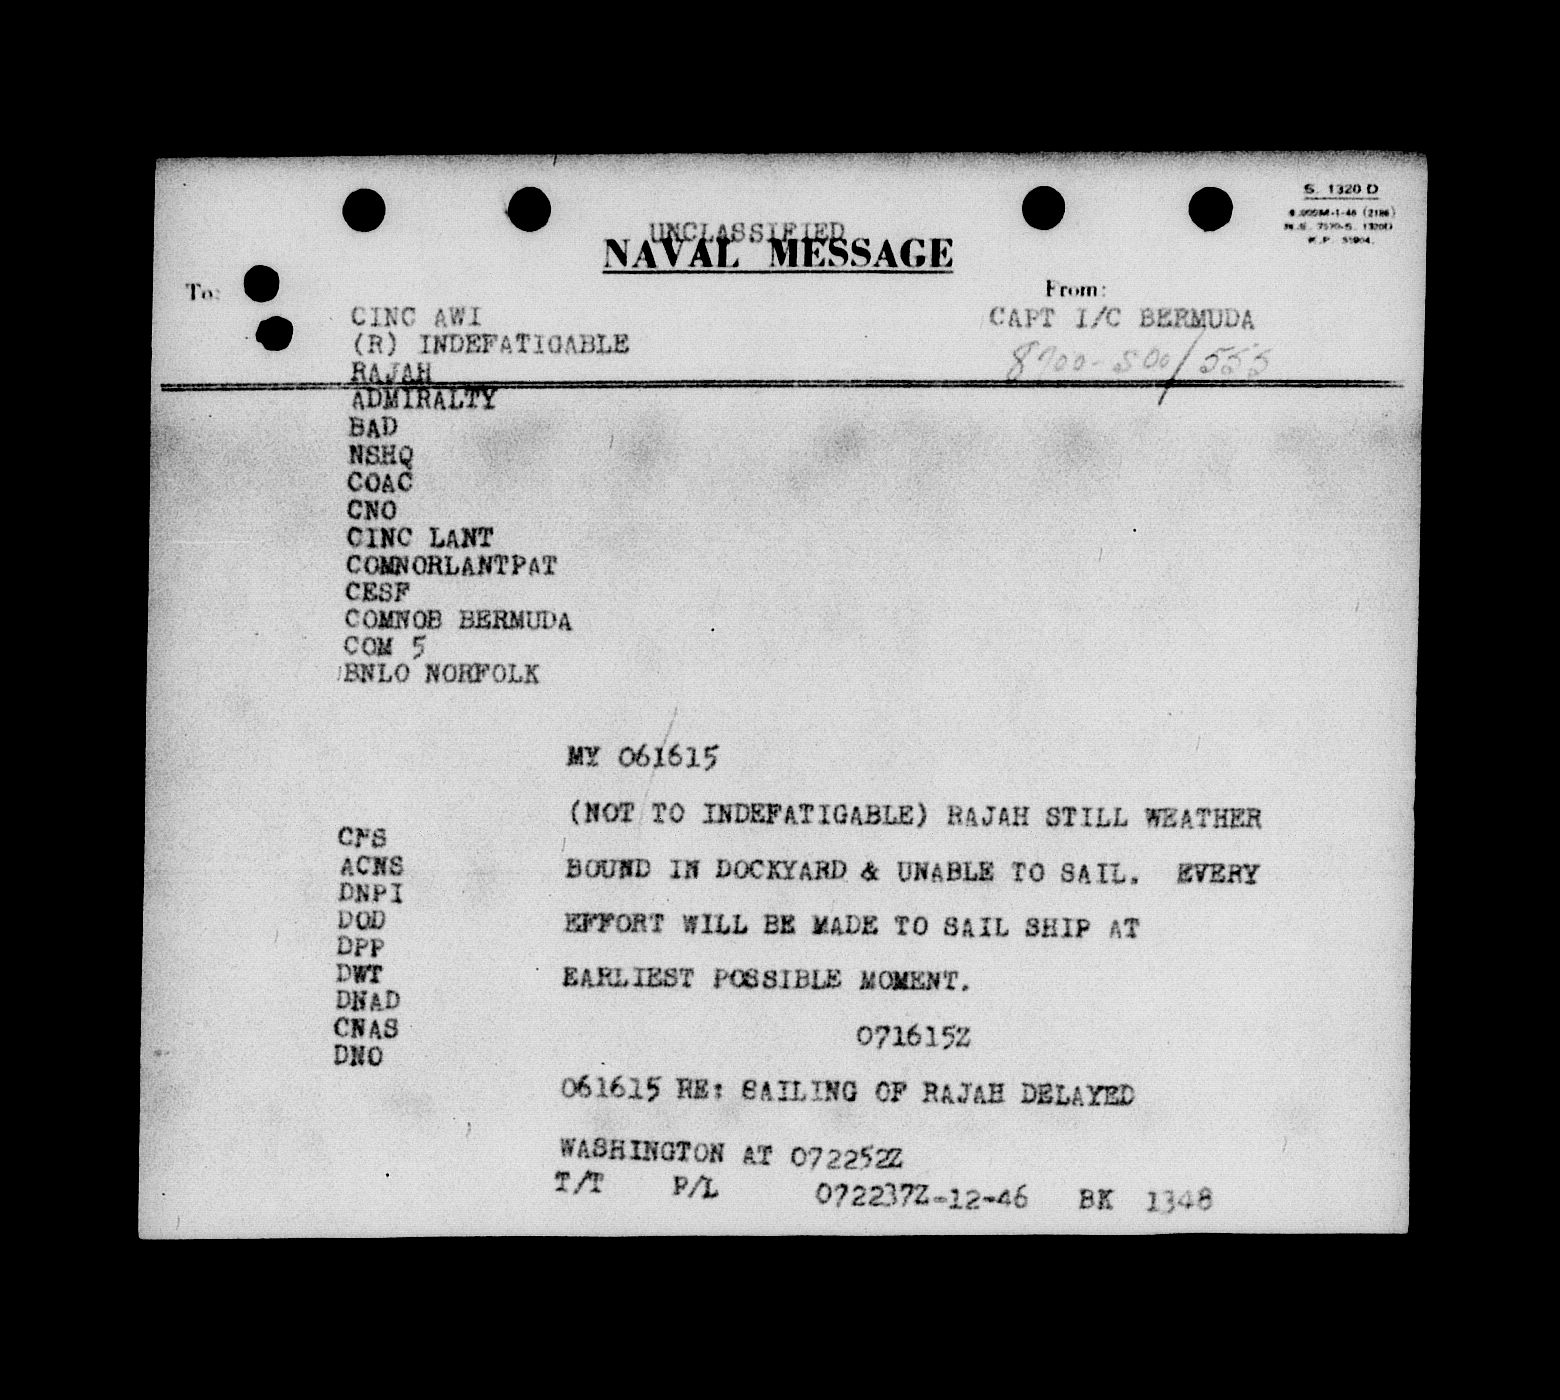 S. 1320 D
UNCLASSIFIED
NAVAL MESSAGE
To: From:
CINC AWI CAPT I/C BERMUDA
(R) INDEFATIGABLE 8700-500/555
RAJAH
ADMIRALTY
BAD
NSHQ
COAC
CNO
CINC LANT
COMNORLANTPAT
CESF
COMNOB BERMUDA
COM 5
BNLO NORFOLK
MY 061615
(NOT TO INDEFATIGABLE) RAJAH STILL WEATHER
BOUND IN DOCKYARD & UNABLE TO SAIL. EVERY
EFFORT WILL BE MADE TO SAIL SHIP AT
EARLIEST POSSIBLE MOMENT.
071615Z
CFS
ACNS
DNPI
DOD
DPP
DWT
DNAD
CNAS
DNO
061615 RE: SAILING OF RAJAH DELAYED
WASHINGTON AT 072252Z
T/T P/L 072237Z-12-46 BK 1348